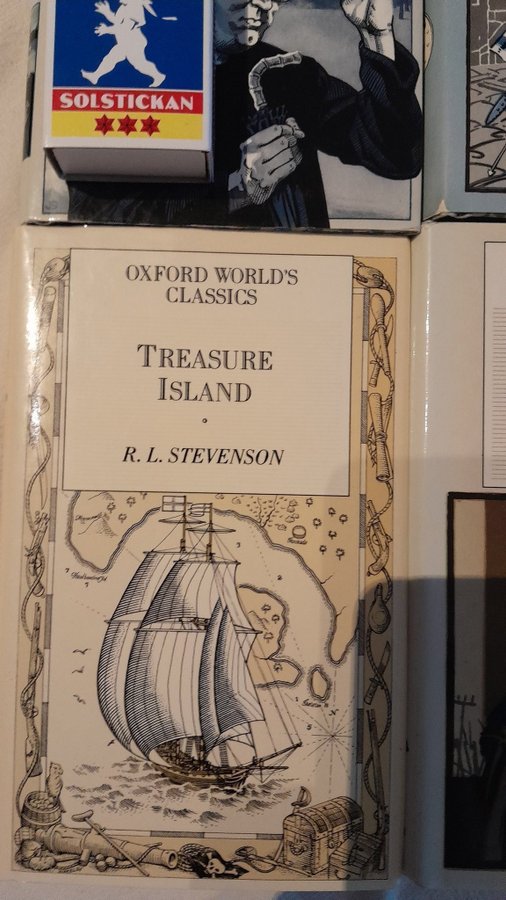 SOLSTICKAN
OXFORD WORLD'S
CLASSICS
TREASURE
ISLAND
R. L. STEVENSON